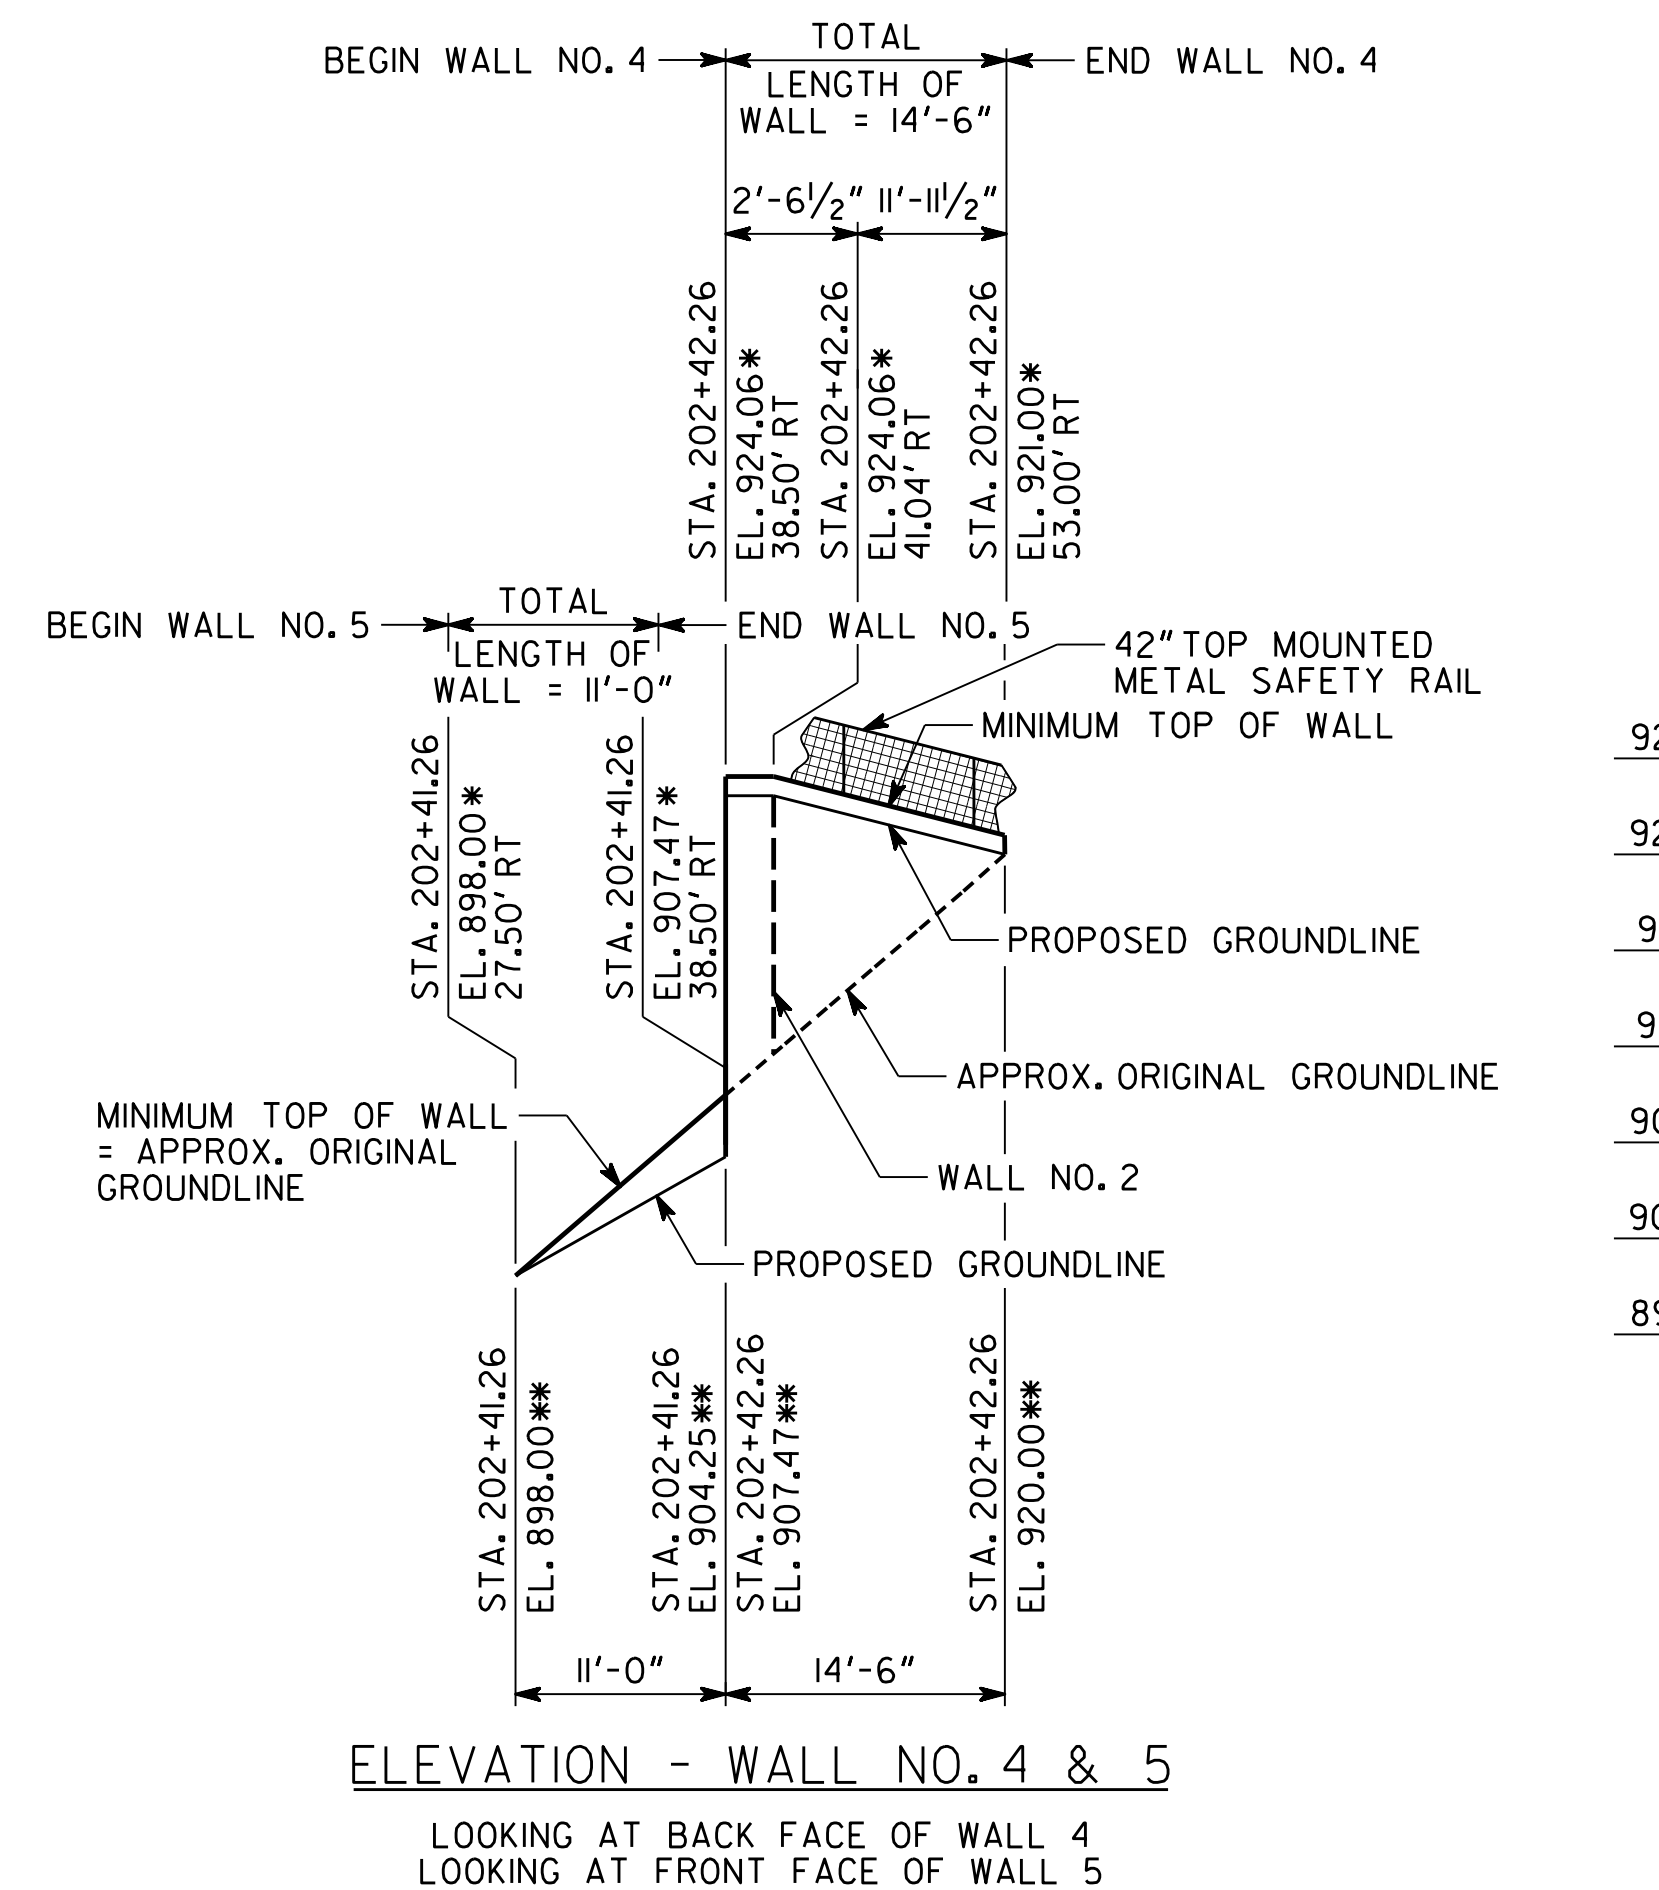 TOTAL
BEGIN WALL NO. 4
END WALL NO. 4
LENGTH OF
WALL = 14'-6"
2'-6 1/2"
11'-11 1/2"
STA. 202+42.26
EL. 924.06*
38.50' RT
STA. 202+42.26
EL. 924.06*
41.04' RT
STA. 202+42.26
EL. 921.00*
53.00' RT
TOTAL
BEGIN WALL NO. 5
END WALL NO. 5
LENGTH OF
WALL = 11'-0"
42" TOP MOUNTED
METAL SAFETY RAIL
MINIMUM TOP OF WALL
STA. 202+41.26
EL. 898.00*
27.50' RT
STA. 202+41.26
EL. 907.47*
38.50' RT
PROPOSED GROUNDLINE
APPROX. ORIGINAL GROUNDLINE
MINIMUM TOP OF WALL
= APPROX. ORIGINAL
GROUNDLINE
WALL NO. 2
PROPOSED GROUNDLINE
STA. 202+41.26
EL. 898.00**
STA. 202+41.26
EL. 904.25**
STA. 202+42.26
EL. 907.47**
STA. 202+42.26
EL. 920.00**
11'-0"
14'-6"
ELEVATION - WALL NO. 4 & 5
LOOKING AT BACK FACE OF WALL 4
LOOKING AT FRONT FACE OF WALL 5